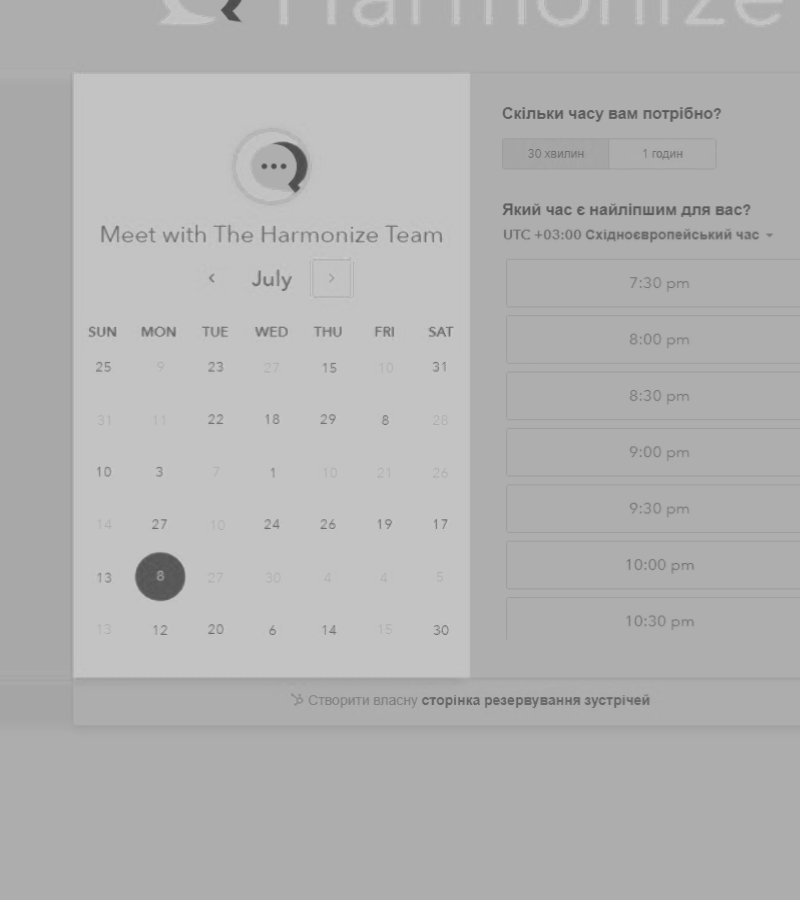 Harmonize
Meet with The Harmonize Team
July
SUN MON TUE WED THU FRI SAT
25 9 23 27 15 10 31
31 11 22 18 29 8 28
10 3 7 1 10 21 26
14 27 10 24 26 19 17
13 8 27 30 4 4 5
13 12 20 6 14 15 30
Скільки часу вам потрібно?
30 хвилин 1 годин
Який час є найліпшим для вас?
UTC +03:00 Східноєвропейський час
7:30 pm
8:00 pm
8:30 pm
9:00 pm
9:30 pm
10:00 pm
10:30 pm
Створити власну сторінка резервування зустрічей